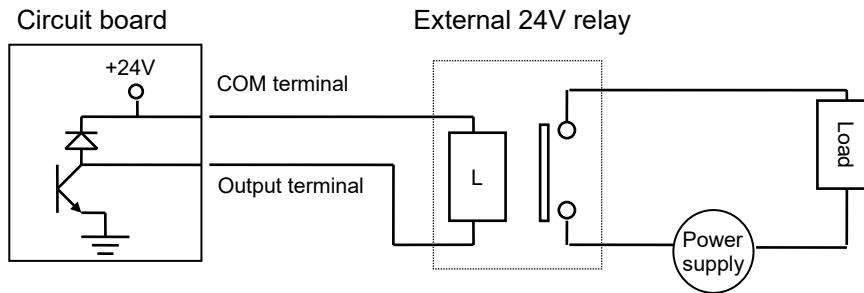 Circuit board
External 24V relay
+24V
COM terminal
Load
L
Output terminal
Power
supply